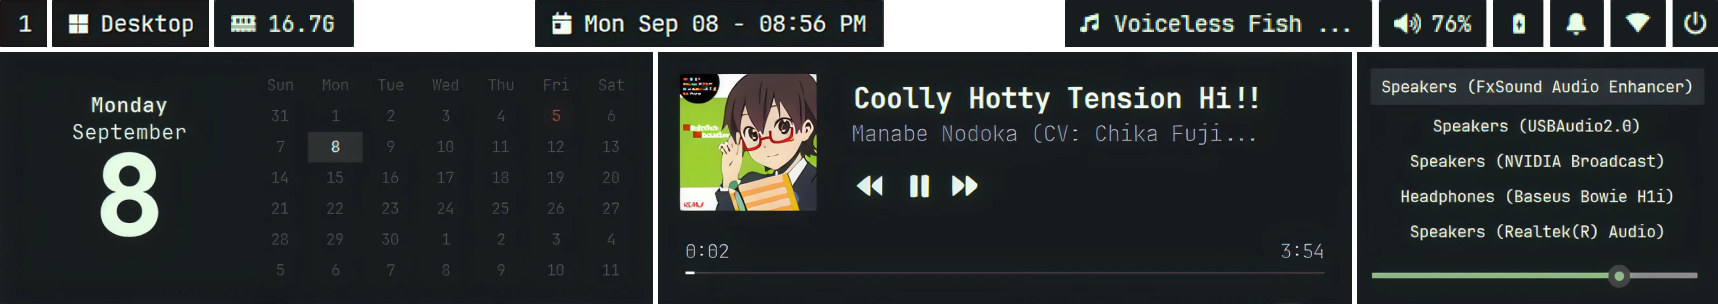 1
Desktop
16.7G
Mon Sep 08 - 08:56 PM
Voiceless Fish ...
76%
Monday
September
8
Sun Mon Tue Wed Thu Fri Sat
31 1 2 3 4 5 6
7 8 9 10 11 12 13
14 15 16 17 18 19 20
21 22 23 24 25 26 27
28 29 30 1 2 3 4
5 6 7 8 9 10 11
Coolly Hotty Tension Hi!!
Manabe Nodoka (CV: Chika Fuji...
0:02
3:54
Speakers (FxSound Audio Enhancer)
Speakers (USBAudio2.0)
Speakers (NVIDIA Broadcast)
Headphones (Baseus Bowie H1i)
Speakers (Realtek(R) Audio)